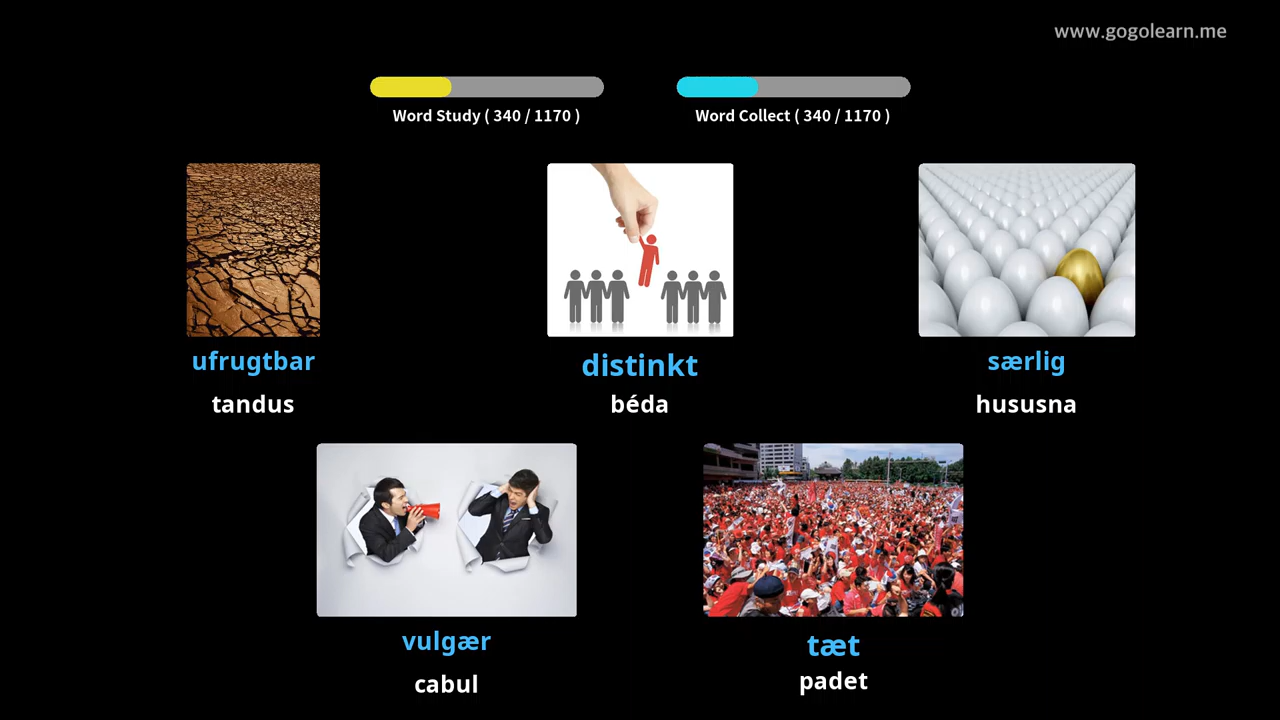 www.gogolearn.me
Word Study ( 340 / 1170 )
Word Collect ( 340 / 1170 )
ufrugtbar
tandus
distinkt
béda
særlig
hususna
vulgær
cabul
tæt
padet